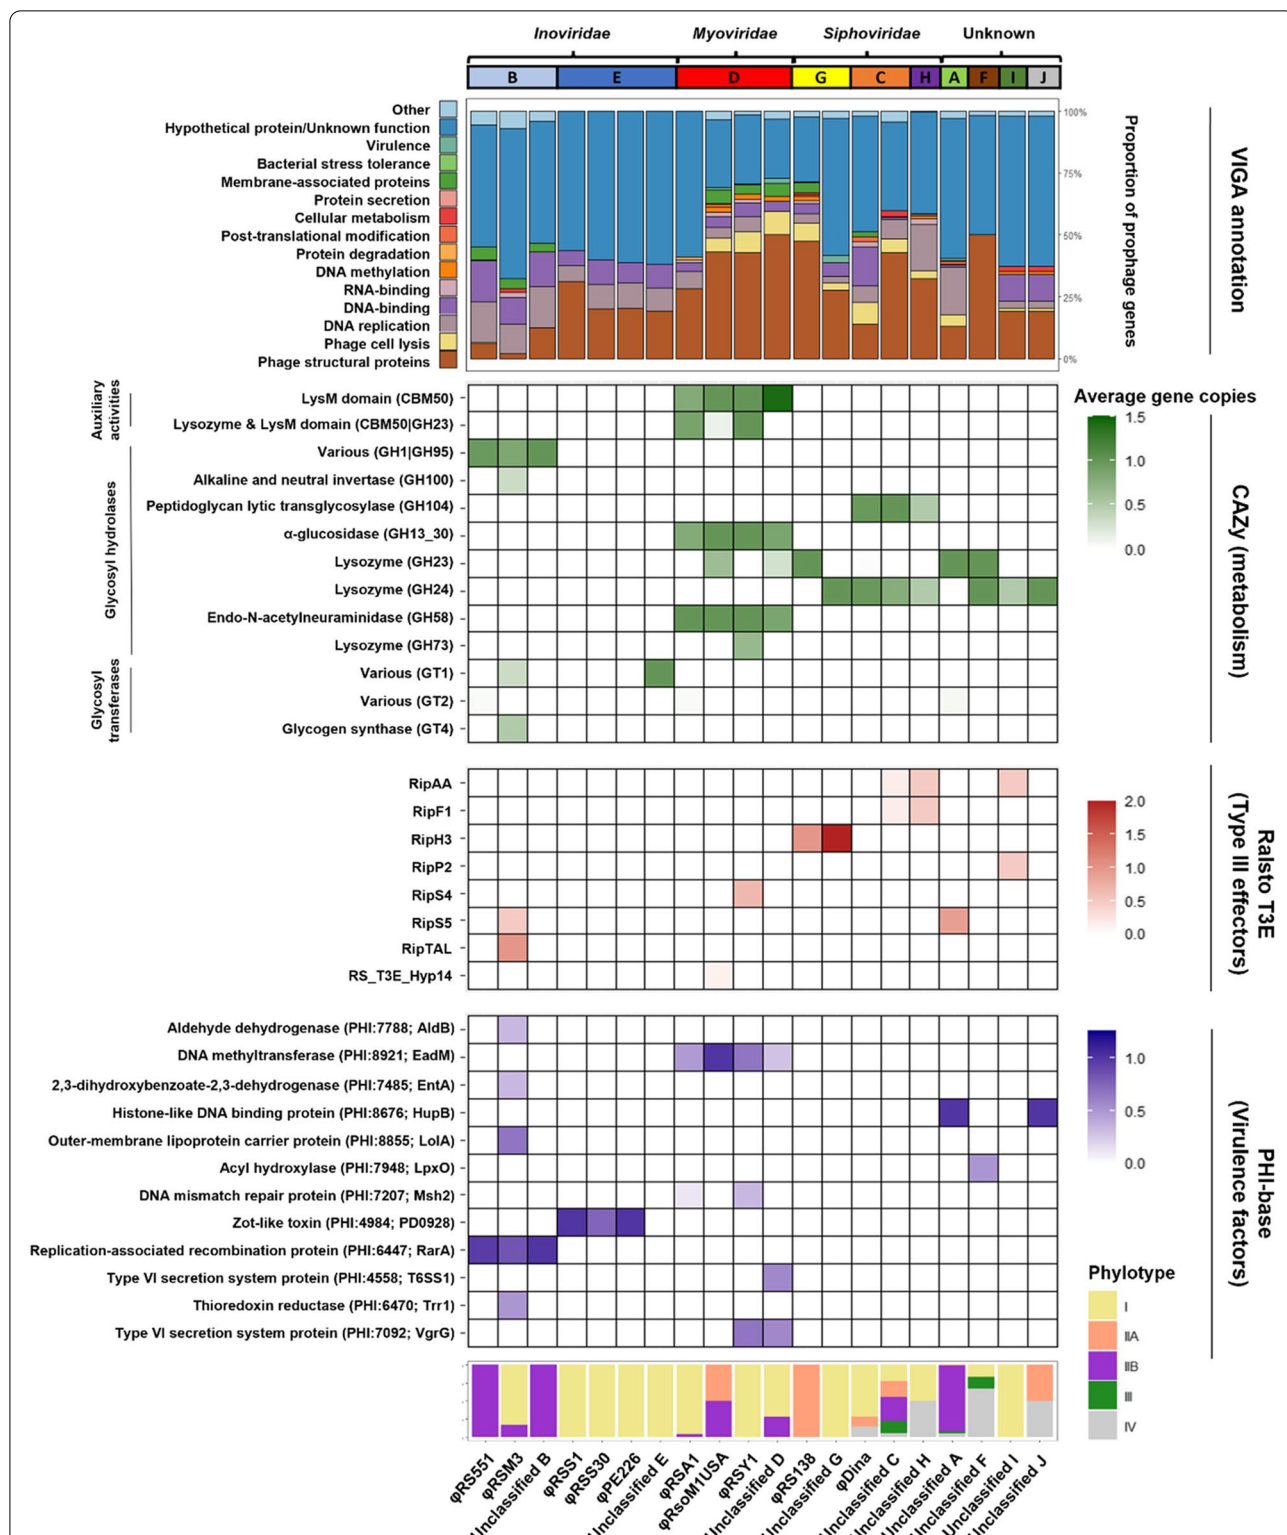 Inoviridae Myoviridae Siphoviridae Unknown
B E D G C H A F I J
Other
Hypothetical protein/Unknown function
Virulence
Bacterial stress tolerance
Membrane-associated proteins
Protein secretion
Cellular metabolism
Post-translational modification
Protein degradation
DNA methylation
RNA-binding
DNA-binding
DNA replication
Phage cell lysis
Phage structural proteins
100%
75%
50%
25%
0%
Proportion of prophage genes
VIGA annotation
Auxiliary
activities
Glycosyl hydrolases
Glycosyl
transferases
LysM domain (CBM50)
Lysozyme & LysM domain (CBM50|GH23)
Various (GH1|GH95)
Alkaline and neutral invertase (GH100)
Peptidoglycan lytic transglycosylase (GH104)
α-glucosidase (GH13_30)
Lysozyme (GH23)
Lysozyme (GH24)
Endo-N-acetylneuraminidase (GH58)
Lysozyme (GH73)
Various (GT1)
Various (GT2)
Glycogen synthase (GT4)
Average gene copies
1.5
1.0
0.5
0.0
CAZy (metabolism)
RipAA
RipF1
RipH3
RipP2
RipS4
RipS5
RipTAL
RS_T3E_Hyp14
2.0
1.5
1.0
0.5
0.0
Ralsto T3E
(Type III effectors)
Aldehyde dehydrogenase (PHI:7788; AldB)
DNA methyltransferase (PHI:8921; EadM)
2,3-dihydroxybenzoate-2,3-dehydrogenase (PHI:7485; EntA)
Histone-like DNA binding protein (PHI:8676; HupB)
Outer-membrane lipoprotein carrier protein (PHI:8855; LolA)
Acyl hydroxylase (PHI:7948; LpxO)
DNA mismatch repair protein (PHI:7207; Msh2)
Zot-like toxin (PHI:4984; PD0928)
Replication-associated recombination protein (PHI:6447; RarA)
Type VI secretion system protein (PHI:4558; T6SS1)
Thioredoxin reductase (PHI:6470; Trr1)
Type VI secretion system protein (PHI:7092; VgrG)
1.0
0.5
0.0
PHI-base
(Virulence factors)
Phylotype
I
IIA
IIB
III
IV
φRS551
φRSM3
Unclassified B
φRSS1
φRSS30
φPE226
Unclassified E
φRSA1
φRsoM1USA
φRSY1
Unclassified D
φRS138
Unclassified G
φDina
Unclassified C
Unclassified H
Unclassified A
Unclassified F
Unclassified I
Unclassified J